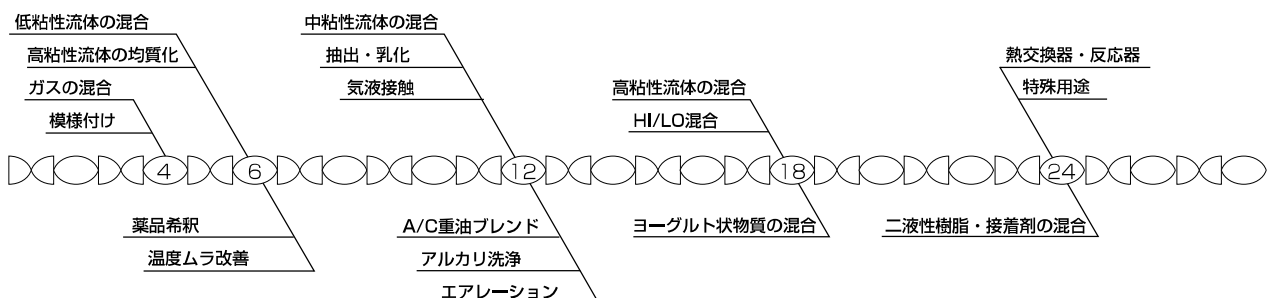 低粘性流体の混合
高粘性流体の均質化
ガスの混合
模様付け
中粘性流体の混合
抽出・乳化
気液接触
高粘性流体の混合
HI/LO混合
熱交換器・反応器
特殊用途
4
6
12
18
24
薬品希釈
温度ムラ改善
A/C重油ブレンド
アルカリ洗浄
エアレーション
ヨーグルト状物質の混合
二液性樹脂・接着剤の混合